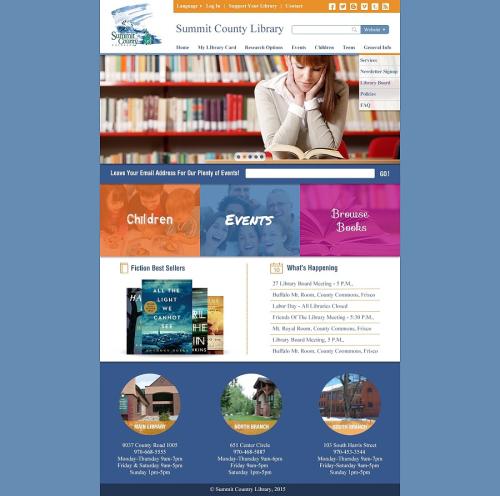 Language | Log In | Support Your Library | Contact
Summit County
Summit County Library
Website
Home My Library Card Research Options Events Children Teens General Info
Services
Newsletter Signup
Library Board
Policies
FAQ
Leave Your Email Address For Our Plenty of Events! GO!
Children
Events
Browse
Books
Fiction Best Sellers
What's Happening
ALL THE
LIGHT
WE
CANNOT
SEE
ANTHONY DOERR
27 Library Board Meeting - 5 P.M.,
Buffalo Mt. Room, County Commons, Frisco
Labor Day - All Libraries Closed
Friends Of The Library Meeting - 5:30 P.M.,
Mt. Royal Room, County Commons, Frisco
Library Board Meeting, 5 P.M.,
Buffalo Mt. Room, County Coommons, Frisco
MAIN LIBRARY
NORTH BRANCH
SOUTH BRANCH
0037 County Road 1005
970-668-5555
Monday-Thursday 9am-7pm
Friday & Saturday 9am-5pm
Sunday 1pm-5pm
651 Center Circle
970-468-5887
Monday-Thursday 9am-6pm
Friday-Saturday 9am-5pm
Sunday 1pm-5pm
103 South Harris Street
970-453-3544
Monday-Thursday 9am-7pm
Friday-Saturday 9am-5pm
Sunday 1pm-5pm
© Summit County Library, 2015